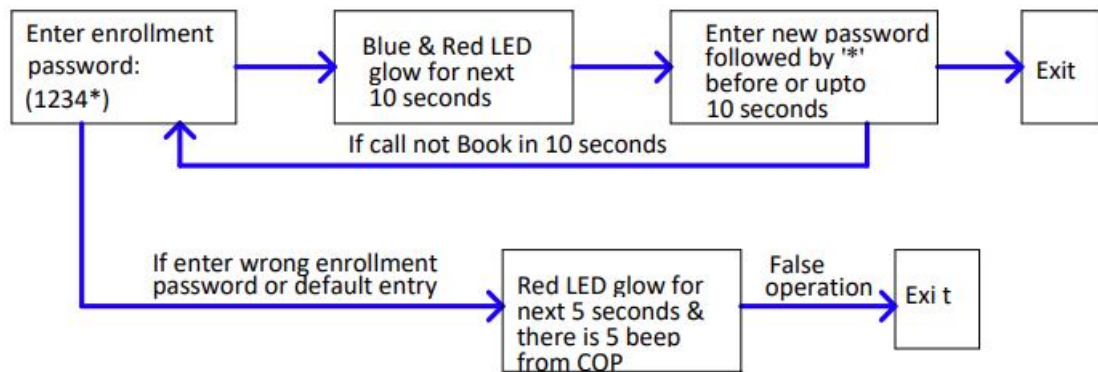 Enter enrollment
password:
(1234*)
Blue & Red LED
glow for next
10 seconds
Enter new password
followed by '*'
before or upto
10 seconds
Exit
If call not Book in 10 seconds
If enter wrong enrollment
password or default entry
Red LED glow for
next 5 seconds &
there is 5 beep
from COP
False
operation
Exi t